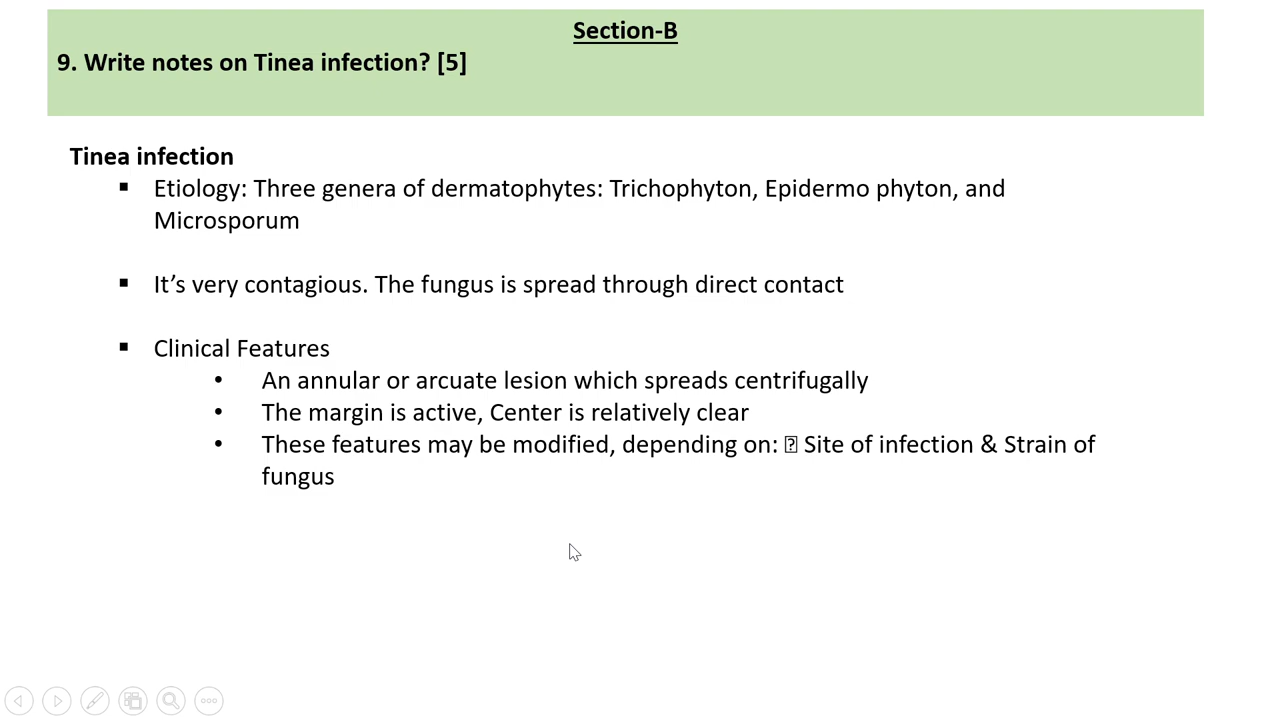 Section-B
9. Write notes on Tinea infection? [5]
Tinea infection
▪ Etiology: Three genera of dermatophytes: Trichophyton, Epidermo phyton, and
Microsporum
▪ It’s very contagious. The fungus is spread through direct contact
▪ Clinical Features
• An annular or arcuate lesion which spreads centrifugally
• The margin is active, Center is relatively clear
• These features may be modified, depending on: ⍰ Site of infection & Strain of
fungus